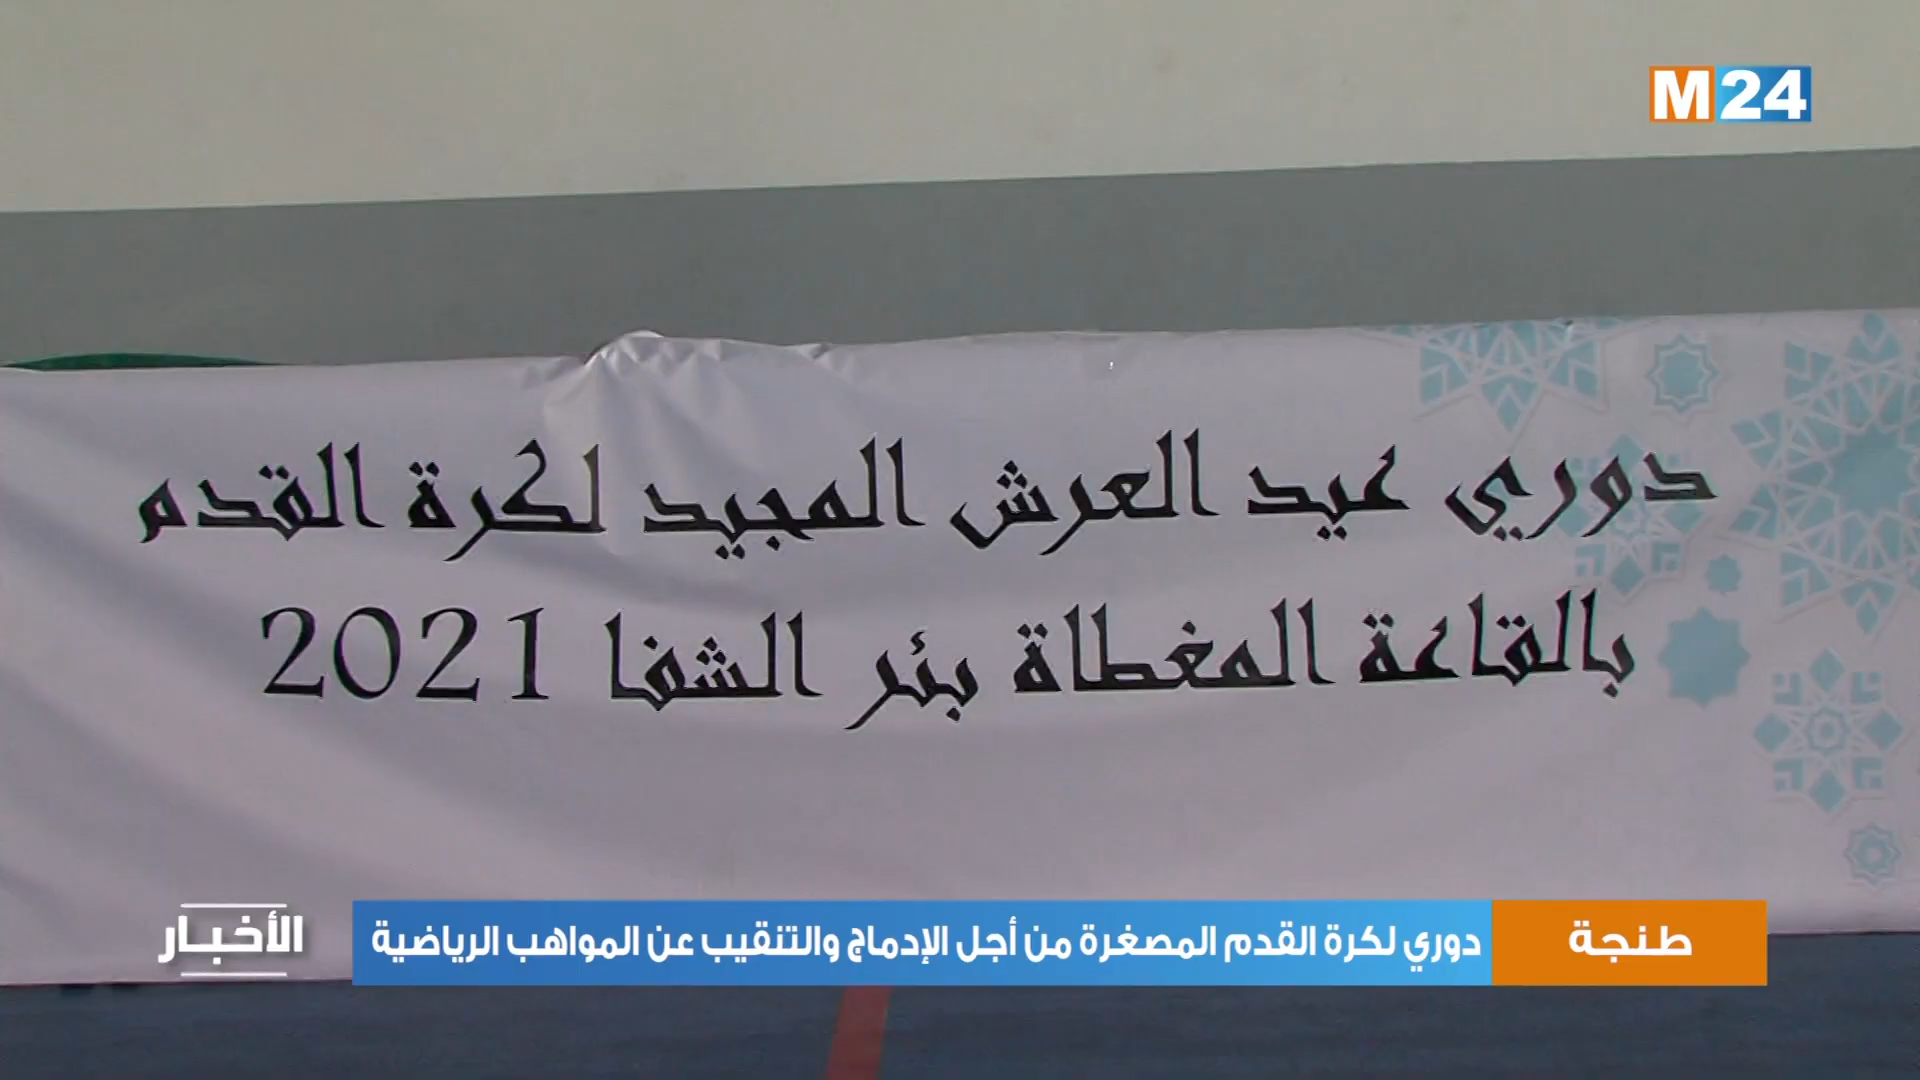 M24
دوري عيد العرش المجيد لكرة القدم
بالقاعة المغطاة بئر الشفا 2021
طنجة
دوري لكرة القدم المصغرة من أجل الإدماج والتنقيب عن المواهب الرياضية
الأخبار